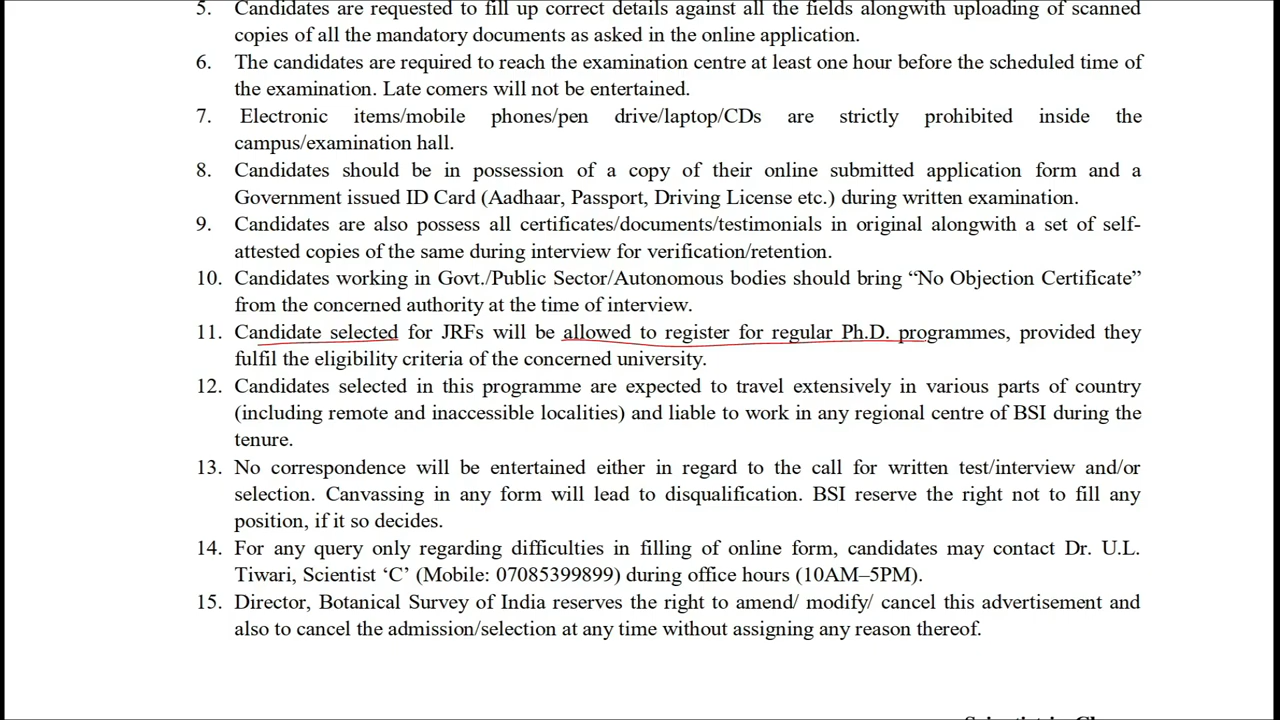 5. Candidates are requested to fill up correct details against all the fields alongwith uploading of scanned
copies of all the mandatory documents as asked in the online application.
6. The candidates are required to reach the examination centre at least one hour before the scheduled time of
the examination. Late comers will not be entertained.
7. Electronic items/mobile phones/pen drive/laptop/CDs are strictly prohibited inside the
campus/examination hall.
8. Candidates should be in possession of a copy of their online submitted application form and a
Government issued ID Card (Aadhaar, Passport, Driving License etc.) during written examination.
9. Candidates are also possess all certificates/documents/testimonials in original alongwith a set of self-
attested copies of the same during interview for verification/retention.
10. Candidates working in Govt./Public Sector/Autonomous bodies should bring “No Objection Certificate”
from the concerned authority at the time of interview.
11. Candidate selected for JRFs will be allowed to register for regular Ph.D. programmes, provided they
fulfil the eligibility criteria of the concerned university.
12. Candidates selected in this programme are expected to travel extensively in various parts of country
(including remote and inaccessible localities) and liable to work in any regional centre of BSI during the
tenure.
13. No correspondence will be entertained either in regard to the call for written test/interview and/or
selection. Canvassing in any form will lead to disqualification. BSI reserve the right not to fill any
position, if it so decides.
14. For any query only regarding difficulties in filling of online form, candidates may contact Dr. U.L.
Tiwari, Scientist ‘C’ (Mobile: 07085399899) during office hours (10AM–5PM).
15. Director, Botanical Survey of India reserves the right to amend/ modify/ cancel this advertisement and
also to cancel the admission/selection at any time without assigning any reason thereof.